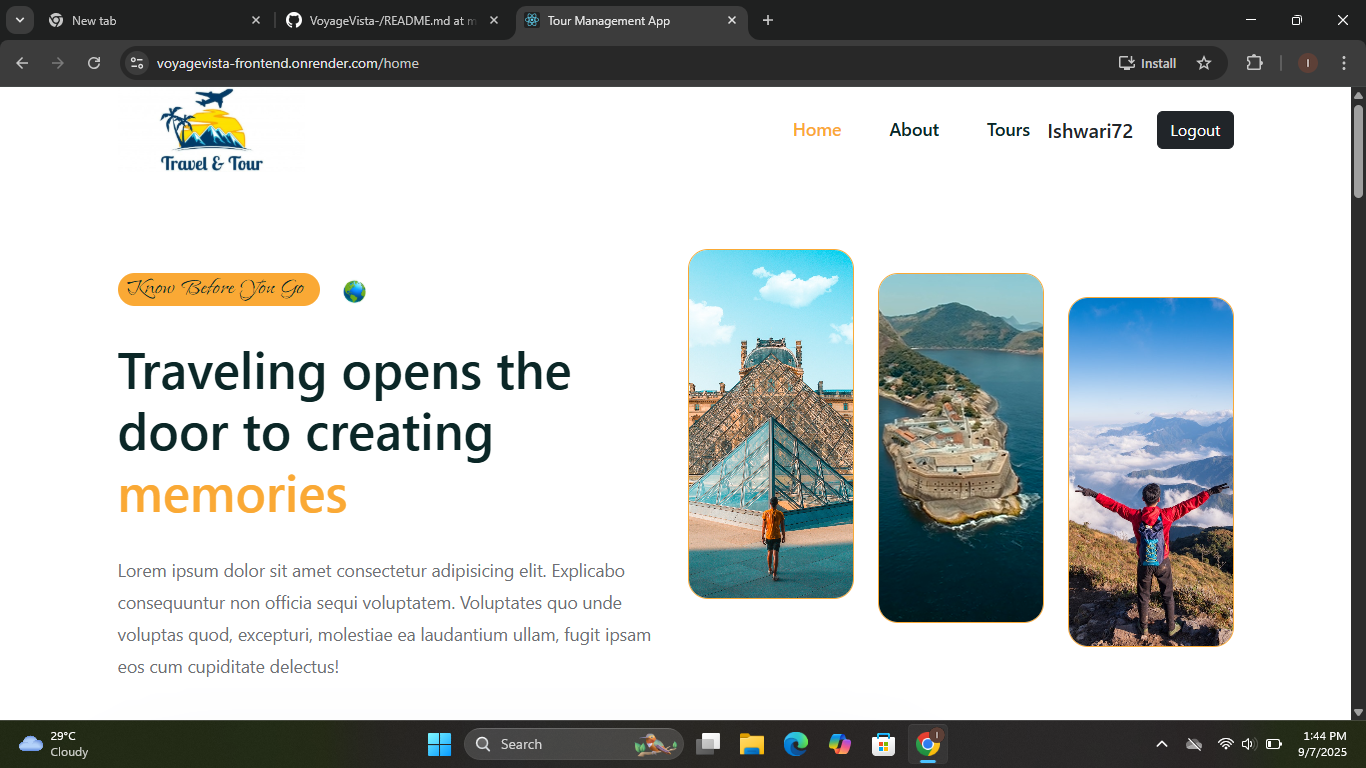 New tab
VoyageVista-/README.md at m
Tour Management App
voyagevista-frontend.onrender.com/home
Install
I
Travel & Tour
Home
About
Tours
Ishwari72
Logout
Know Before You Go
Traveling opens the
door to creating
memories
Lorem ipsum dolor sit amet consectetur adipisicing elit. Explicabo
consequuntur non officia sequi voluptatem. Voluptates quo unde
voluptas quod, excepturi, molestiae ea laudantium ullam, fugit ipsam
eos cum cupiditate delectus!
29°C
Cloudy
Search
1:44 PM
9/7/2025